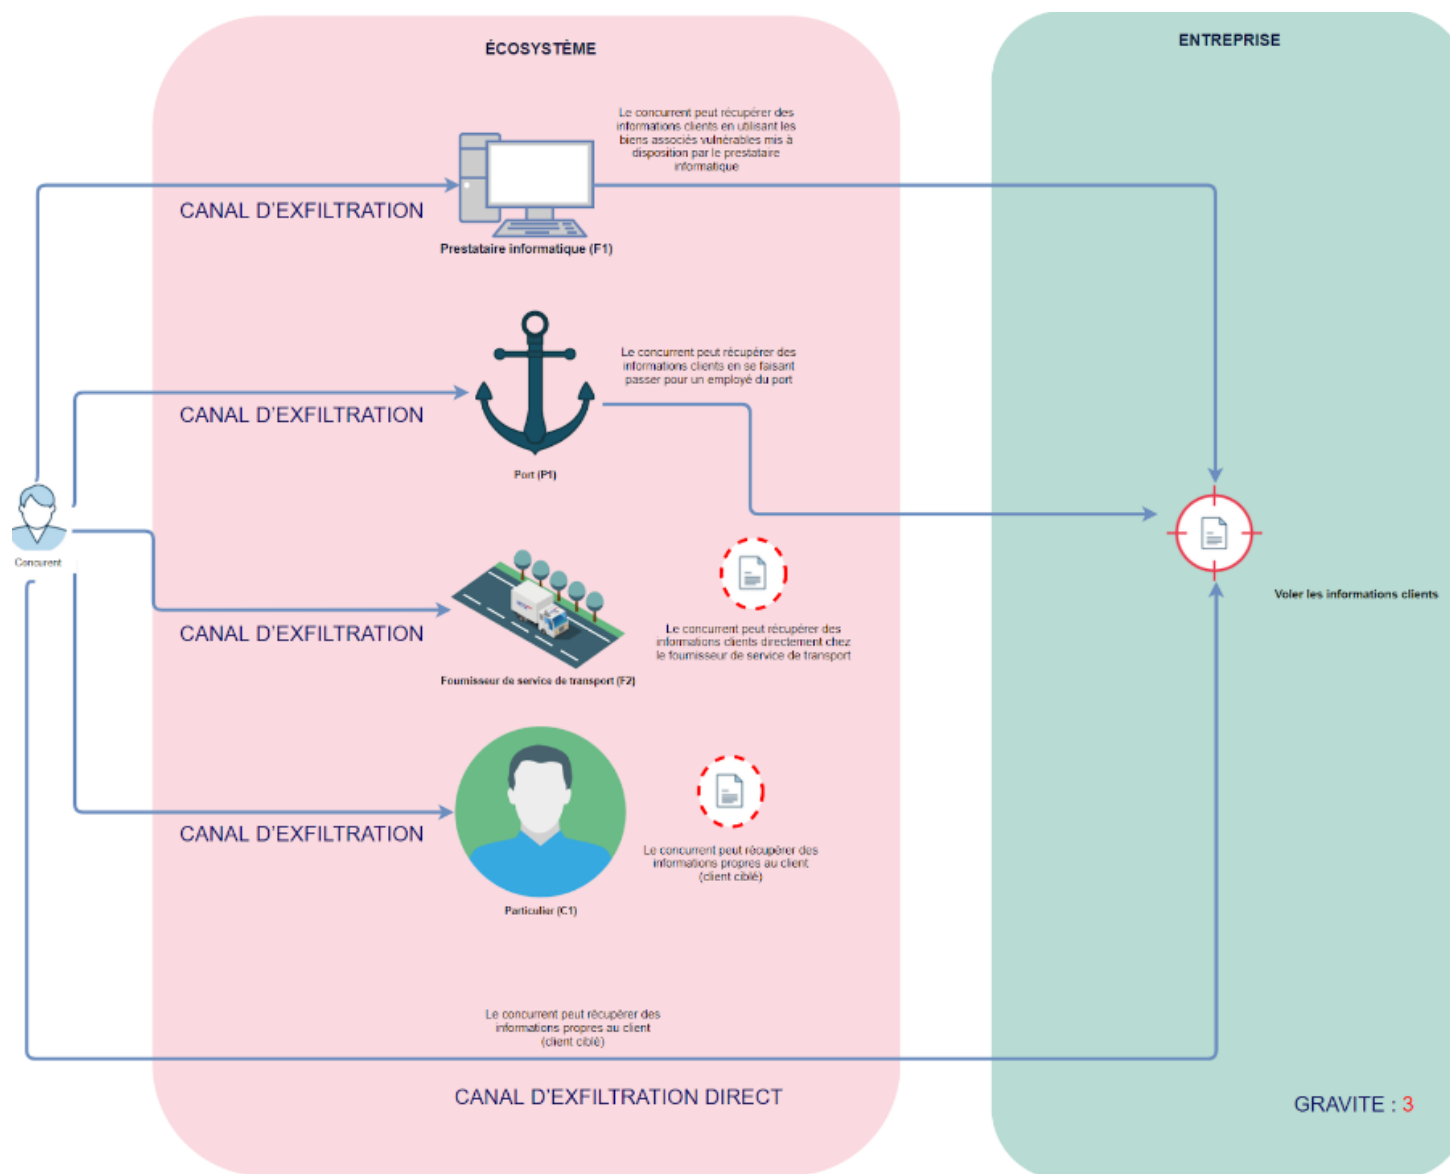 ÉCOSYSTÈME
ENTREPRISE
Le concurrent peut récupérer des
informations clients en utilisant les
biens associés vulnérables mis à
disposition par le prestataire
informatique
CANAL D'EXFILTRATION
Prestataire informatique (F1)
Le concurrent peut récupérer des
informations clients en se faisant
passer pour un employé du port
CANAL D'EXFILTRATION
Port (P1)
Concurent
Voler les informations clients
Le concurrent peut récupérer des
informations clients directement chez
le fournisseur de service de transport
CANAL D'EXFILTRATION
Fournisseur de service de transport (F2)
CANAL D'EXFILTRATION
Le concurrent peut récupérer des
informations propres au client
(client ciblé)
Particulier (C1)
Le concurrent peut récupérer des
informations propres au client
(client ciblé)
CANAL D'EXFILTRATION DIRECT
GRAVITE : 3